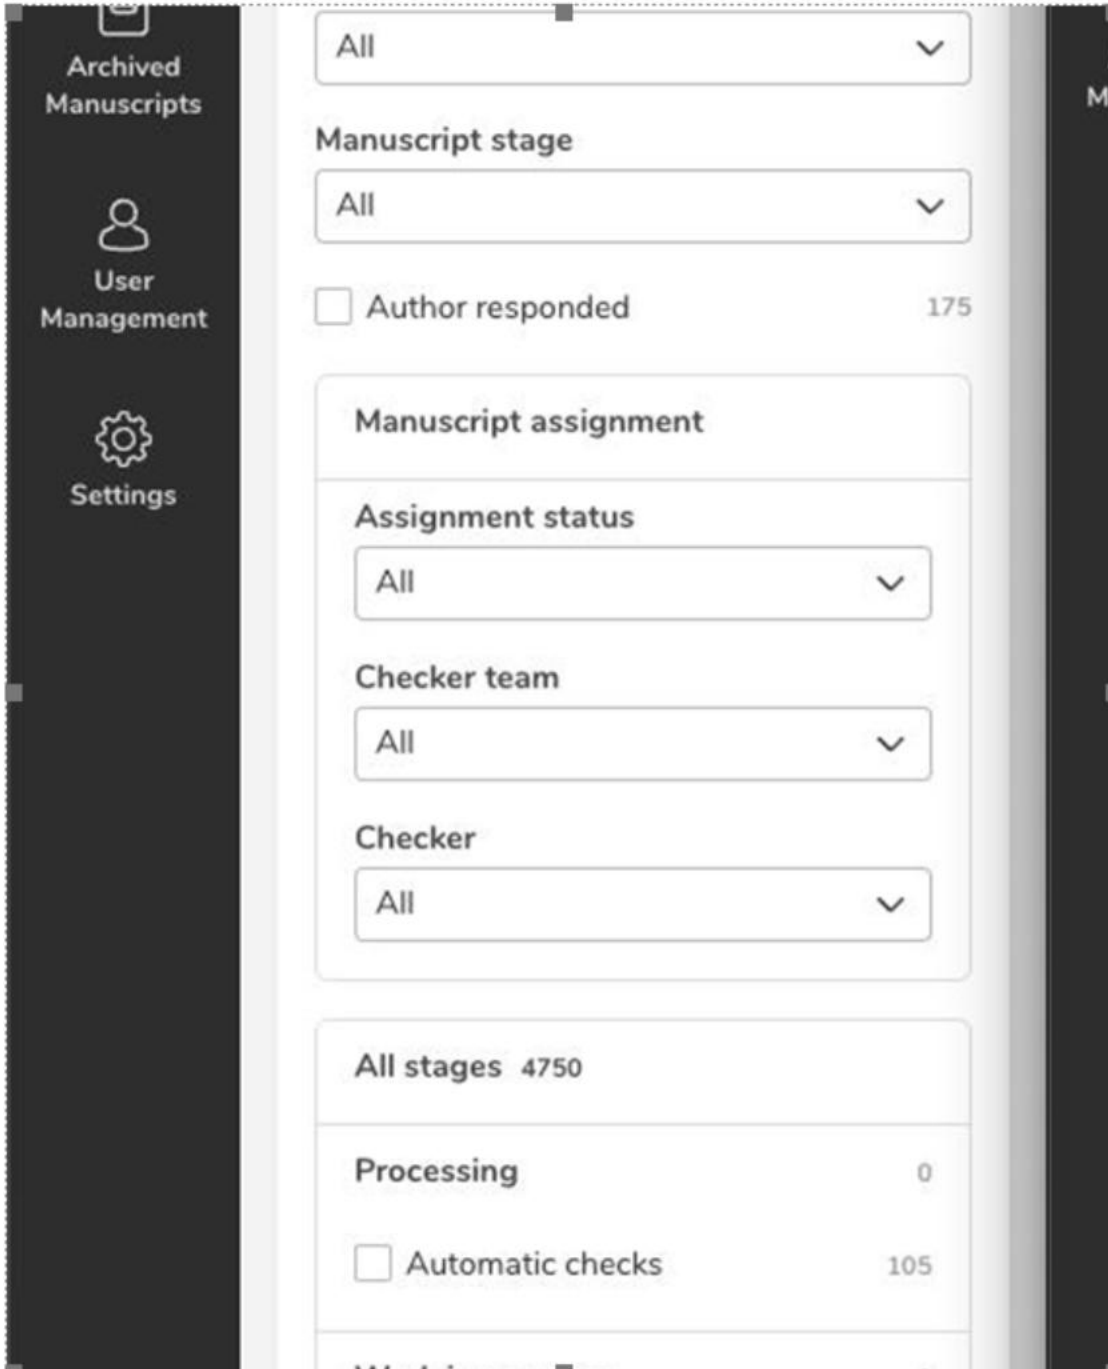 Archived
Manuscripts
User
Management
Settings
All
Manuscript stage
All
Author responded 175
Manuscript assignment
Assignment status
All
Checker team
All
Checker
All
All stages 4750
Processing 0
Automatic checks 105